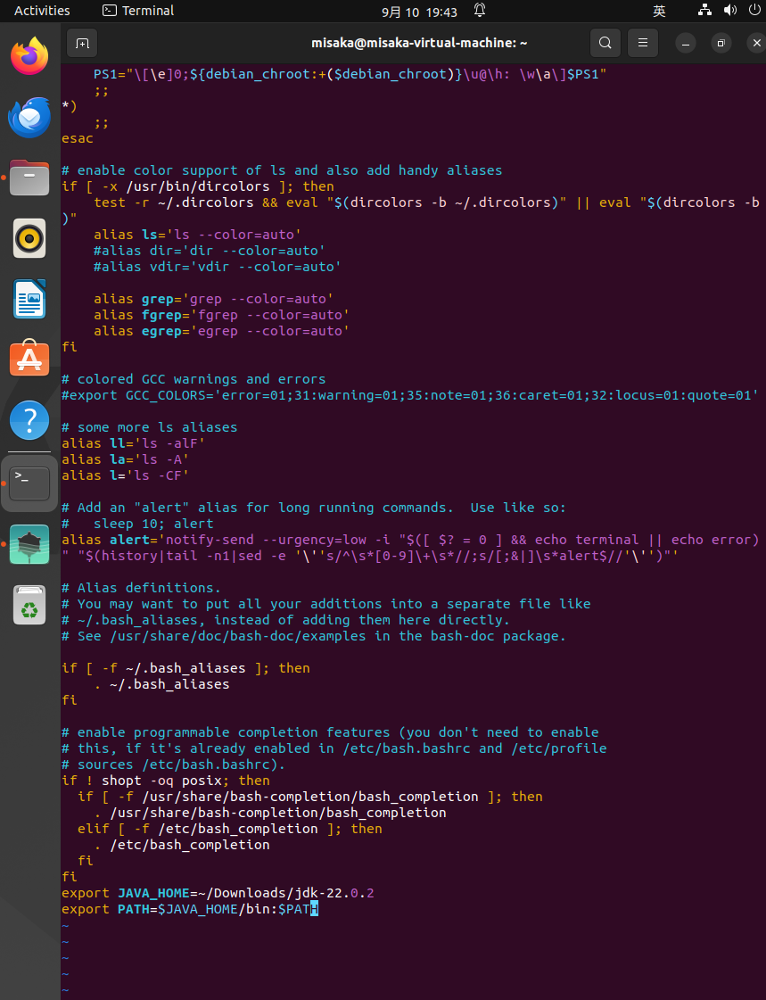 Activities
Terminal
9月 10 19:43
英
misaka@misaka-virtual-machine: ~
    PS1="\[\e]0;${debian_chroot:+($debian_chroot)}\u@\h: \w\a\]$PS1"
    ;;
*)
    ;;
esac
# enable color support of ls and also add handy aliases
if [ -x /usr/bin/dircolors ]; then
    test -r ~/.dircolors && eval "$(dircolors -b ~/.dircolors)" || eval "$(dircolors -b
)"
    alias ls='ls --color=auto'
    #alias dir='dir --color=auto'
    #alias vdir='vdir --color=auto'
    alias grep='grep --color=auto'
    alias fgrep='fgrep --color=auto'
    alias egrep='egrep --color=auto'
fi
# colored GCC warnings and errors
#export GCC_COLORS='error=01;31:warning=01;35:note=01;36:caret=01;32:locus=01:quote=01'
# some more ls aliases
alias ll='ls -alF'
alias la='ls -A'
alias l='ls -CF'
# Add an "alert" alias for long running commands.  Use like so:
#   sleep 10; alert
alias alert='notify-send --urgency=low -i "$([ $? = 0 ] && echo terminal || echo error)
" "$(history|tail -n1|sed -e '\''s/^\s*[0-9]\+\s*//;s/[;&|]\s*alert$//'\'')"'
# Alias definitions.
# You may want to put all your additions into a separate file like
# ~/.bash_aliases, instead of adding them here directly.
# See /usr/share/doc/bash-doc/examples in the bash-doc package.
if [ -f ~/.bash_aliases ]; then
    . ~/.bash_aliases
fi
# enable programmable completion features (you don't need to enable
# this, if it's already enabled in /etc/bash.bashrc and /etc/profile
# sources /etc/bash.bashrc).
if ! shopt -oq posix; then
  if [ -f /usr/share/bash-completion/bash_completion ]; then
    . /usr/share/bash-completion/bash_completion
  elif [ -f /etc/bash_completion ]; then
    . /etc/bash_completion
  fi
fi
export JAVA_HOME=~/Downloads/jdk-22.0.2
export PATH=$JAVA_HOME/bin:$PATH
~
~
~
~
~